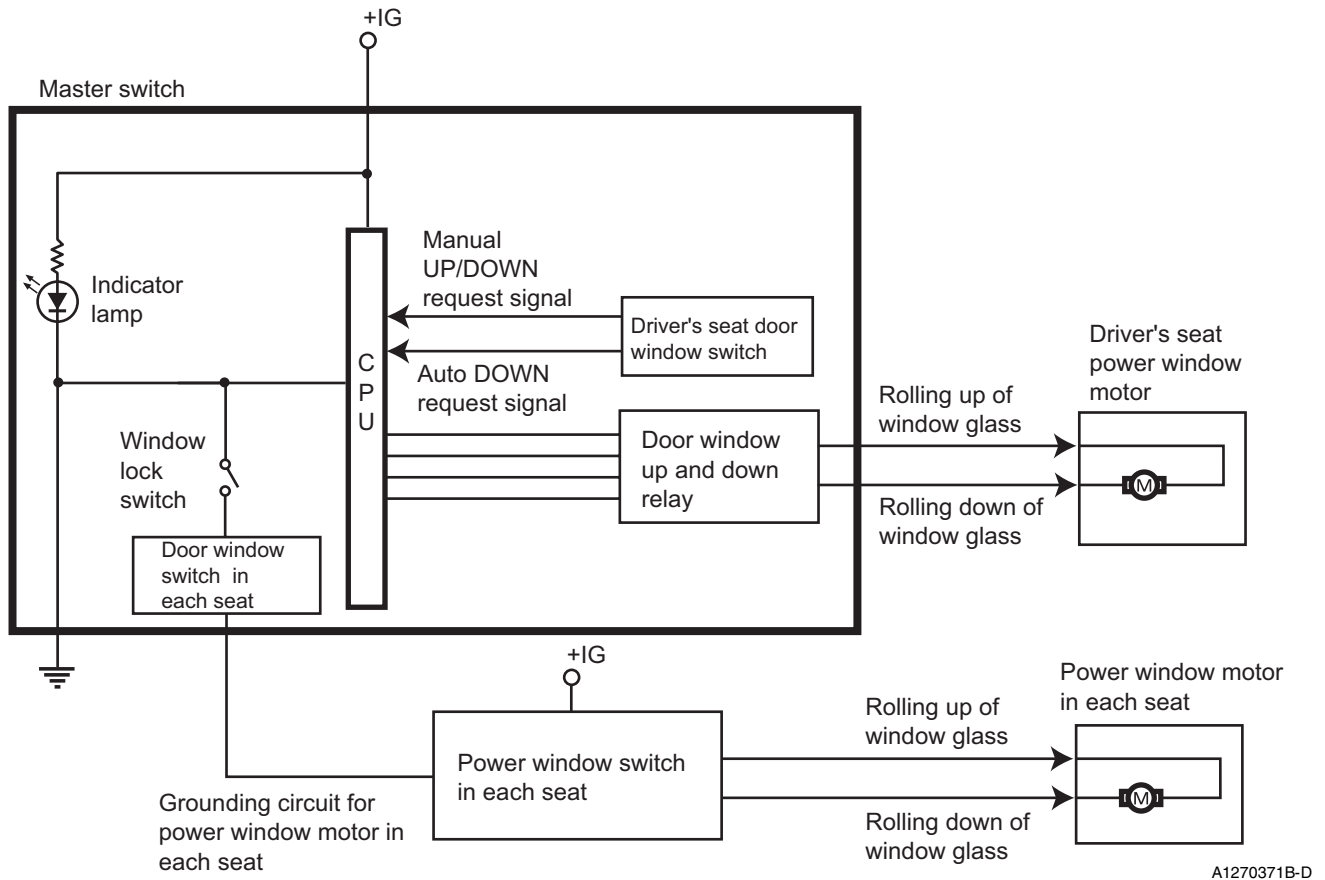 +IG
Master switch
Manual
UP/DOWN
request signal
Indicator
lamp
Driver's seat door
window switch
Driver's seat
power window
motor
C
P
U
Auto DOWN
request signal
Rolling up of
window glass
Window
lock
switch
Door window
up and down
relay
M
Rolling down of
window glass
Door window
switch in
each seat
+IG
Power window motor
in each seat
Rolling up of
window glass
Power window switch
in each seat
M
Grounding circuit for
power window motor in
each seat
Rolling down of
window glass
A1270371B-D